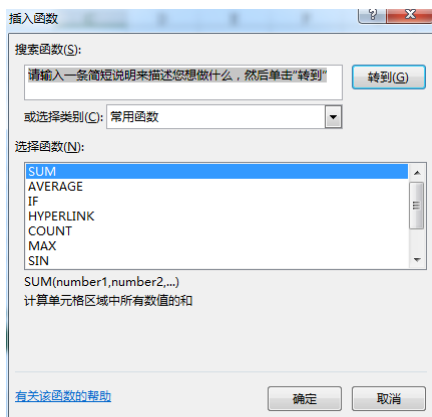 插入函数
搜索函数(S):
请输入一条简短说明来描述您想做什么，然后单击"转到"
转到(G)
或选择类别(C): 常用函数
选择函数(N):
SUM
AVERAGE
IF
HYPERLINK
COUNT
MAX
SIN
SUM(number1,number2,...)
计算单元格区域中所有数值的和
有关该函数的帮助
确定
取消